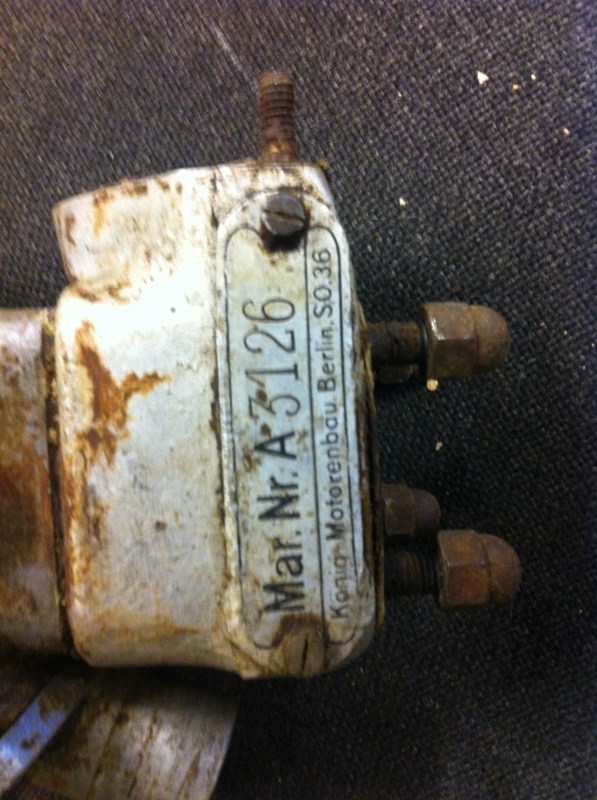 Mar. Nr. A 3126
König-Motorenbau. Berlin. S.O.36